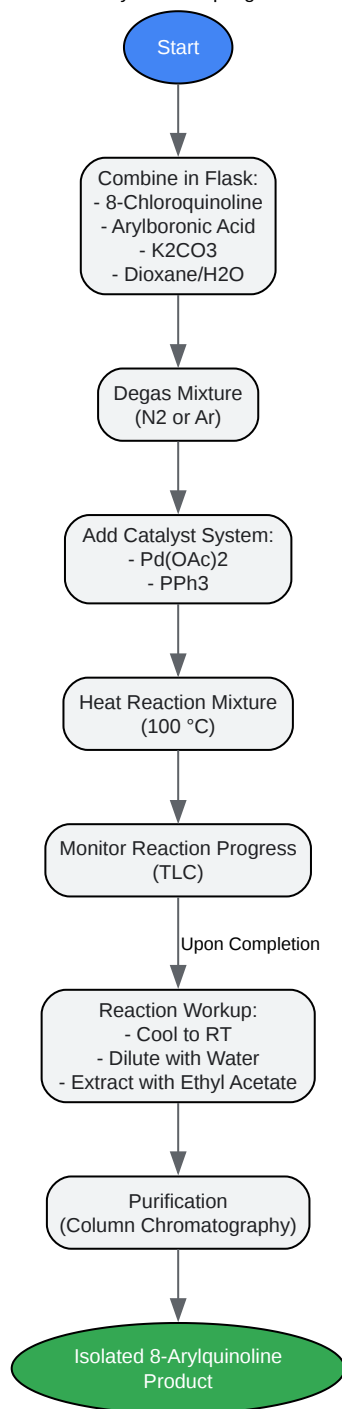 Start
Combine in Flask:
- 8-Chloroquinoline
- Arylboronic Acid
- K2CO3
- Dioxane/H2O
Degas Mixture
(N2 or Ar)
Add Catalyst System:
- Pd(OAc)2
- PPh3
Heat Reaction Mixture
(100 °C)
Monitor Reaction Progress
(TLC)
Upon Completion
Reaction Workup:
- Cool to RT
- Dilute with Water
- Extract with Ethyl Acetate
Purification
(Column Chromatography)
Isolated 8-Arylquinoline
Product